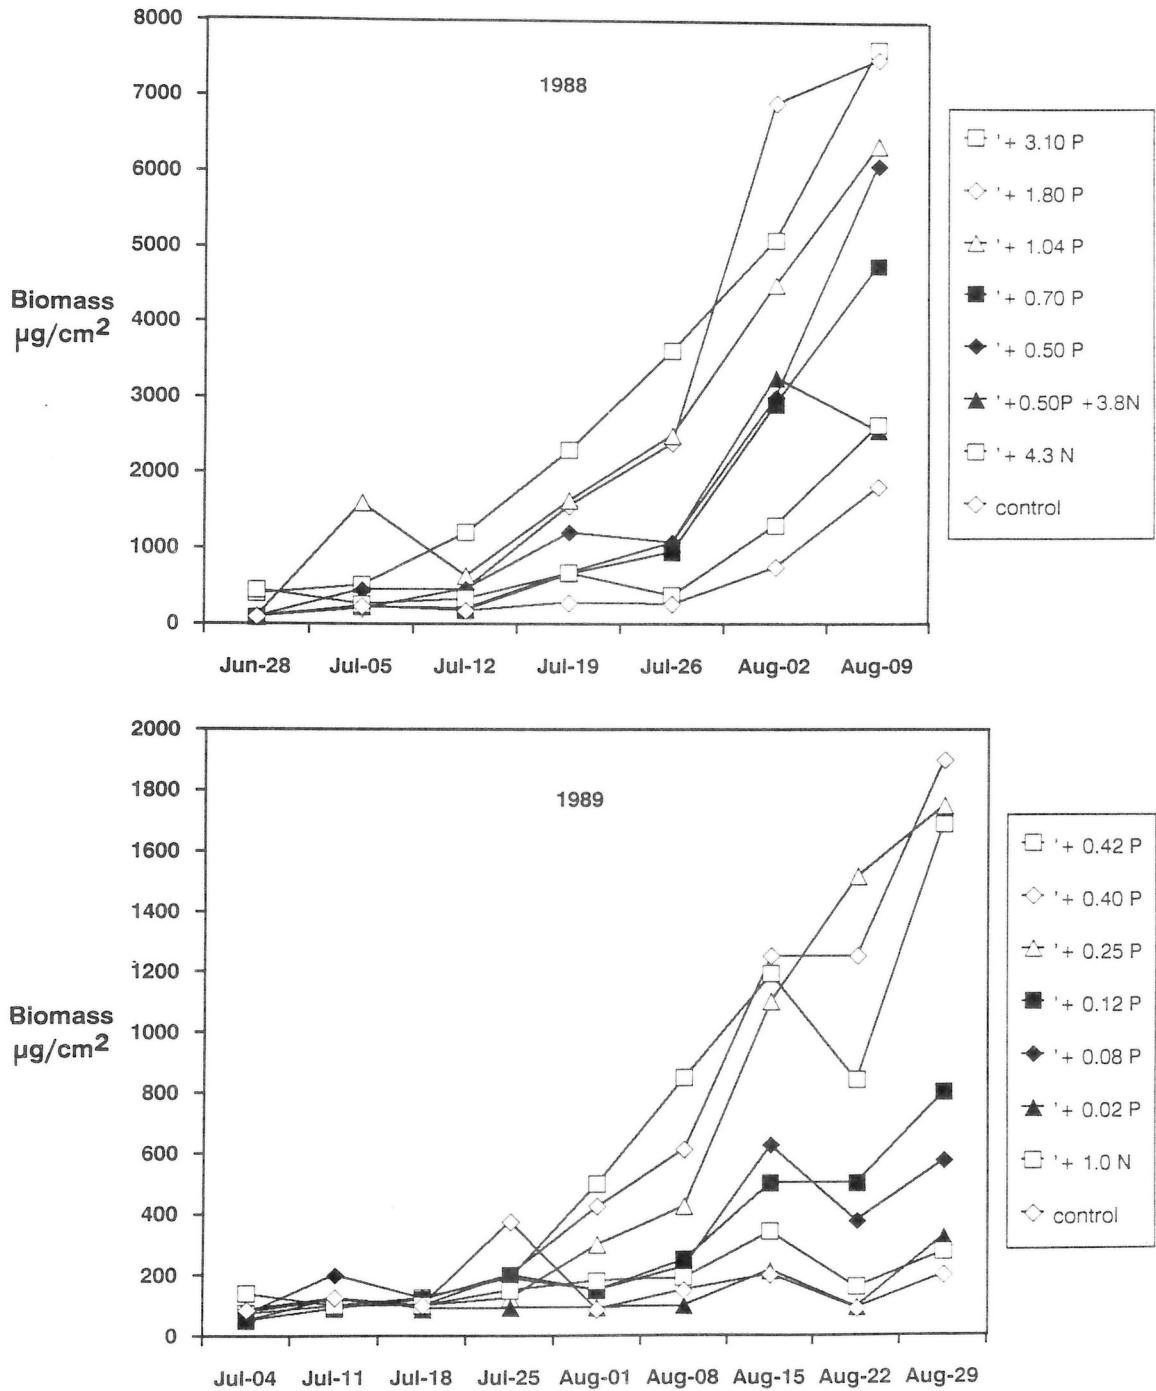 8000
7000
6000
5000
4000
3000
2000
1000
0
Biomass
µg/cm2
1988
Jun-28 Jul-05 Jul-12 Jul-19 Jul-26 Aug-02 Aug-09
'+ 3.10 P
'+ 1.80 P
'+ 1.04 P
'+ 0.70 P
'+ 0.50 P
'+0.50P +3.8N
'+ 4.3 N
control
2000
1800
1600
1400
1200
1000
800
600
400
200
0
Biomass
µg/cm2
1989
Jul-04 Jul-11 Jul-18 Jul-25 Aug-01 Aug-08 Aug-15 Aug-22 Aug-29
'+ 0.42 P
'+ 0.40 P
'+ 0.25 P
'+ 0.12 P
'+ 0.08 P
'+ 0.02 P
'+ 1.0 N
control